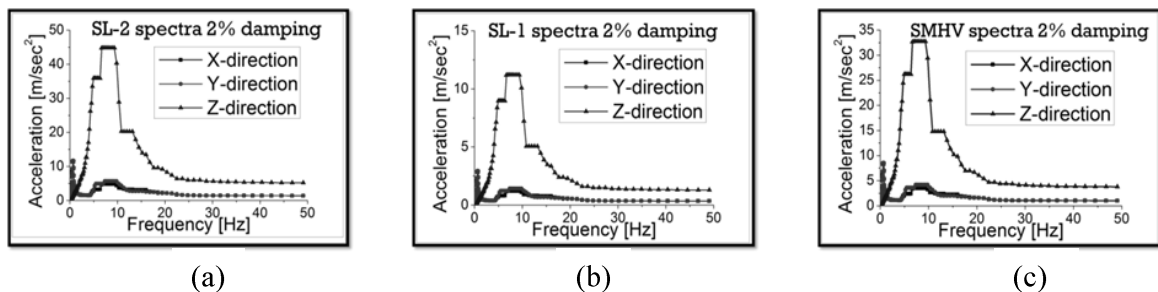 SL-2 spectra 2% damping
50
40
30
20
10
0
Acceleration [m/sec²]
X-direction
Y-direction
Z-direction
0 10 20 30 40 50
Frequency [Hz]
(a)
SL-1 spectra 2% damping
15
10
5
0
Acceleration [m/sec²]
X-direction
Y-direction
Z-direction
0 10 20 30 40 50
Frequency [Hz]
(b)
SMHV spectra 2% damping
35
30
25
20
15
10
5
0
Acceleration [m/sec²]
X-direction
Y-direction
Z-direction
0 10 20 30 40 50
Frequency [Hz]
(c)